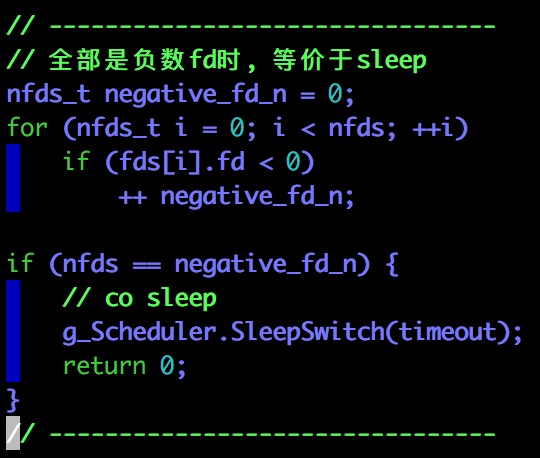 // --------------------------------
// 全部是负数fd时, 等价于sleep
nfds_t negative_fd_n = 0;
for (nfds_t i = 0; i < nfds; ++i)
    if (fds[i].fd < 0)
        ++ negative_fd_n;

if (nfds == negative_fd_n) {
    // co sleep
    g_Scheduler.SleepSwitch(timeout);
    return 0;
}
// --------------------------------